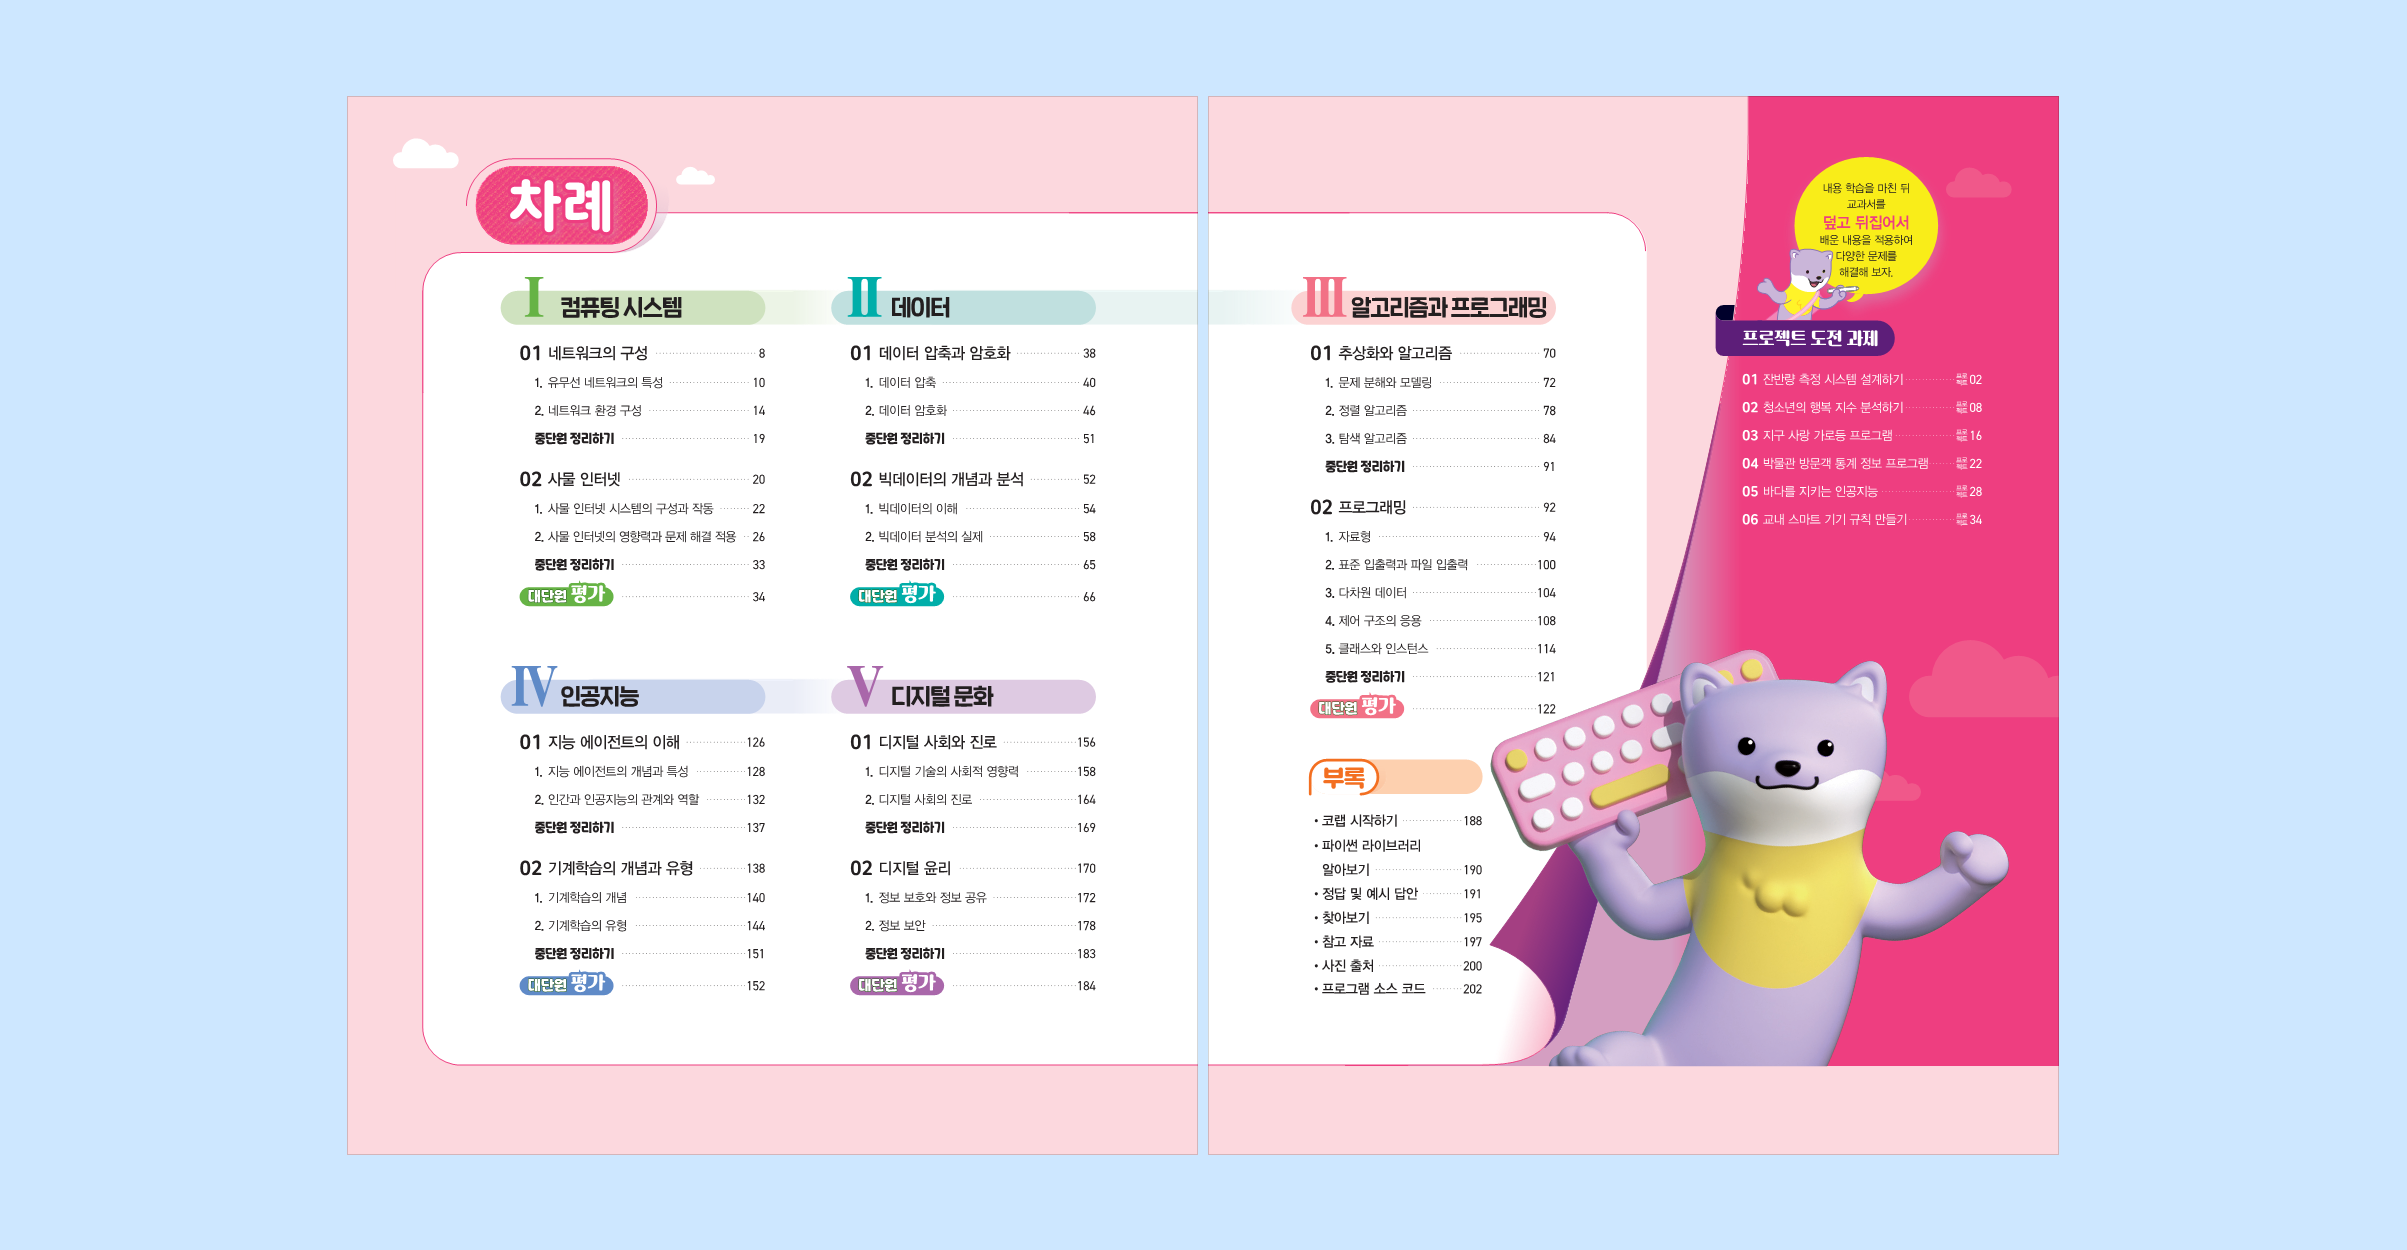 차례
I 컴퓨팅 시스템
01 네트워크의 구성 8
1. 유무선 네트워크의 특성 10
2. 네트워크 환경 구성 14
중단원 정리하기 19
02 사물 인터넷 20
1. 사물 인터넷 시스템의 구성과 작동 22
2. 사물 인터넷의 영향력과 문제 해결 적용 26
중단원 정리하기 33
대단원 평가 34
II 데이터
01 데이터 압축과 암호화 38
1. 데이터 압축 40
2. 데이터 암호화 46
중단원 정리하기 51
02 빅데이터의 개념과 분석 52
1. 빅데이터의 이해 54
2. 빅데이터 분석의 실제 58
중단원 정리하기 65
대단원 평가 66
III 알고리즘과 프로그래밍
01 추상화와 알고리즘 70
1. 문제 분해와 모델링 72
2. 정렬 알고리즘 78
3. 탐색 알고리즘 84
중단원 정리하기 91
02 프로그래밍 92
1. 자료형 94
2. 표준 입출력과 파일 입출력 100
3. 다차원 데이터 104
4. 제어 구조의 응용 108
5. 클래스와 인스턴스 114
중단원 정리하기 121
대단원 평가 122
IV 인공지능
01 지능 에이전트의 이해 126
1. 지능 에이전트의 개념과 특성 128
2. 인간과 인공지능의 관계와 역할 132
중단원 정리하기 137
02 기계학습의 개념과 유형 138
1. 기계학습의 개념 140
2. 기계학습의 유형 144
중단원 정리하기 151
대단원 평가 152
V 디지털 문화
01 디지털 사회와 진로 156
1. 디지털 기술의 사회적 영향력 158
2. 디지털 사회의 진로 164
중단원 정리하기 169
02 디지털 윤리 170
1. 정보 보호와 정보 공유 172
2. 정보 보안 178
중단원 정리하기 183
대단원 평가 184
부록
• 코랩 시작하기 188
• 파이썬 라이브러리
알아보기 190
• 정답 및 예시 답안 191
• 찾아보기 195
• 참고 자료 197
• 사진 출처 200
• 프로그램 소스 코드 202
내용 학습을 마친 뒤
교과서를
덮고 뒤집어서
배운 내용을 적용하여
다양한 문제를
해결해 보자.
프로젝트 도전 과제
01 잔반량 측정 시스템 설계하기 02
02 청소년의 행복 지수 분석하기 08
03 지구 사랑 가로등 프로그램 16
04 박물관 방문객 통계 정보 프로그램 22
05 바다를 지키는 인공지능 28
06 교내 스마트 기기 규칙 만들기 34